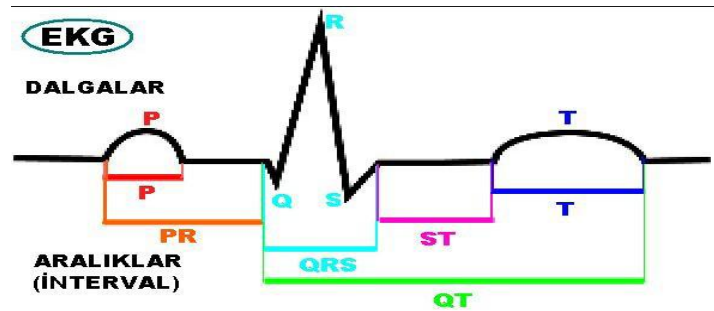 EKG
R
DALGALAR
P
T
Q
S
P
T
PR
ST
ARALIKLAR
(İNTERVAL)
QRS
QT